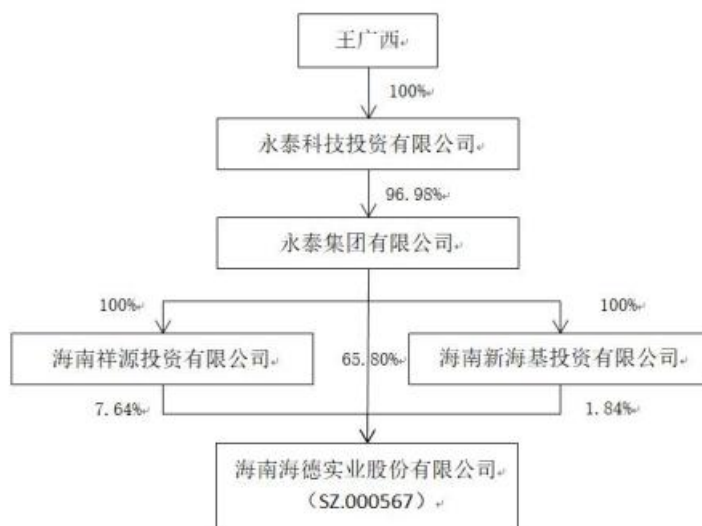 王广西
100%
永泰科技投资有限公司
96.98%
永泰集团有限公司
100%
100%
海南祥源投资有限公司
65.80%
海南新海基投资有限公司
7.64%
1.84%
海南海德实业股份有限公司
（SZ.000567）